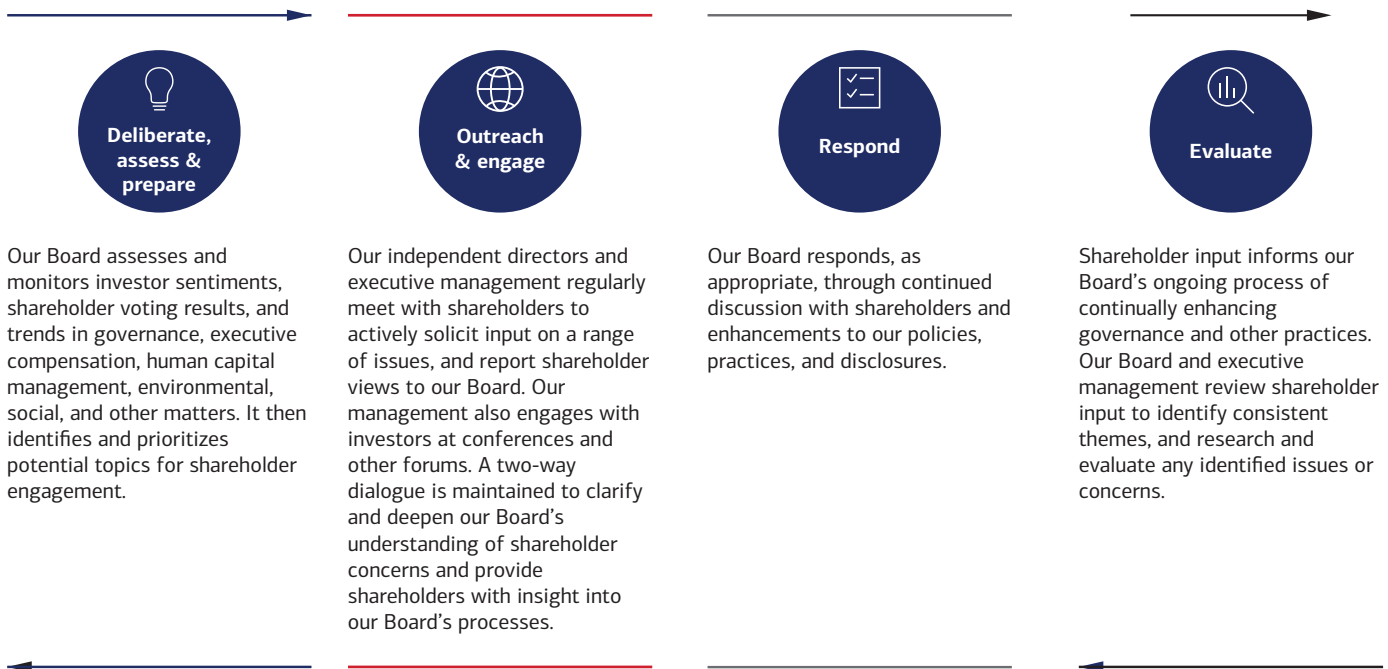 Deliberate,
assess &
prepare
Our Board assesses and
monitors investor sentiments,
shareholder voting results, and
trends in governance, executive
compensation, human capital
management, environmental,
social, and other matters. It then
identifies and prioritizes
potential topics for shareholder
engagement.
Outreach
& engage
Our independent directors and
executive management regularly
meet with shareholders to
actively solicit input on a range
of issues, and report shareholder
views to our Board. Our
management also engages with
investors at conferences and
other forums. A two-way
dialogue is maintained to clarify
and deepen our Board's
understanding of shareholder
concerns and provide
shareholders with insight into
our Board's processes.
Respond
Our Board responds, as
appropriate, through continued
discussion with shareholders and
enhancements to our policies,
practices, and disclosures.
Evaluate
Shareholder input informs our
Board's ongoing process of
continually enhancing
governance and other practices.
Our Board and executive
management review shareholder
input to identify consistent
themes, and research and
evaluate any identified issues or
concerns.